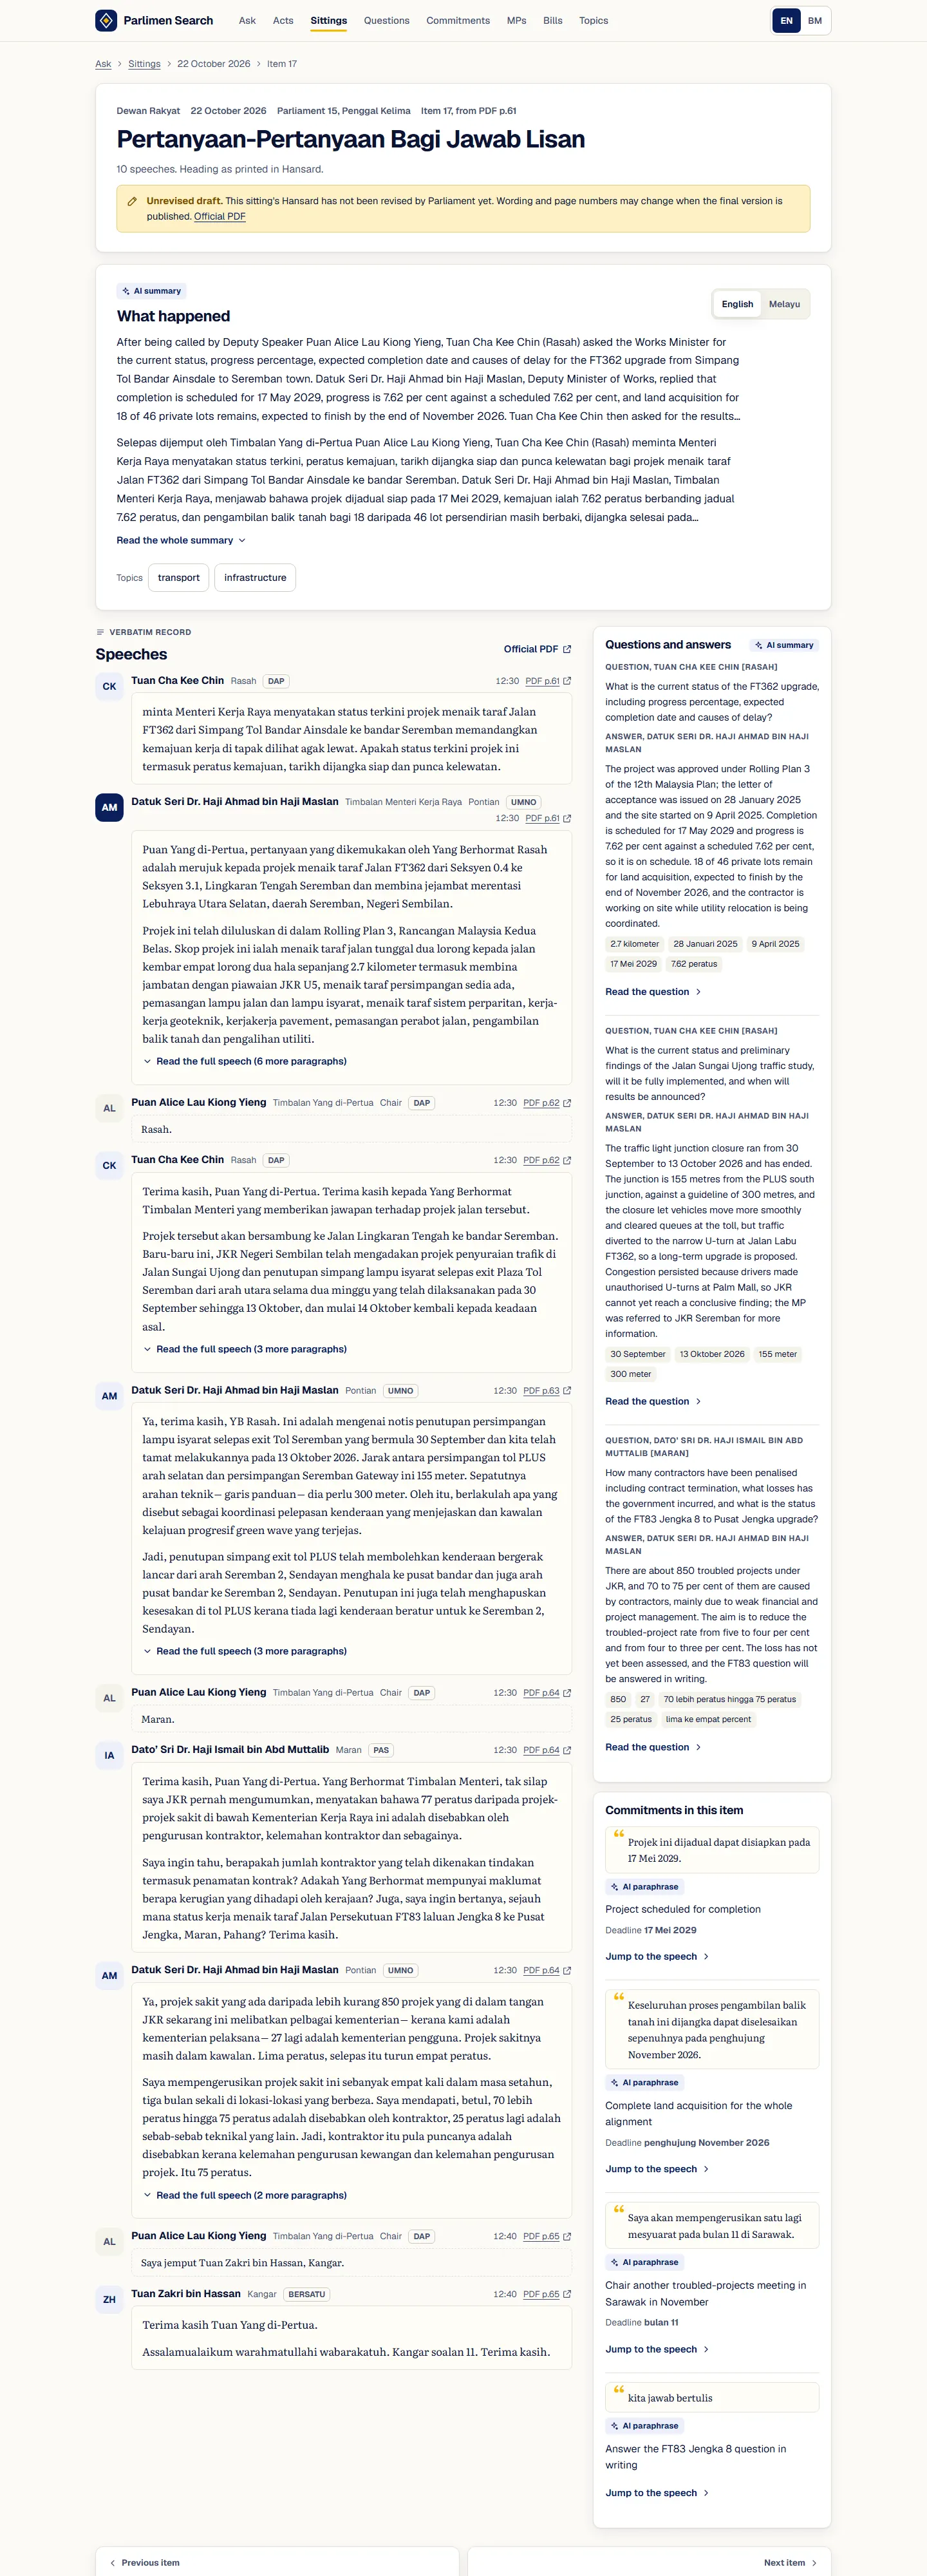 Parlimen Search
Ask Acts Sittings Questions Commitments MPs Bills Topics
EN BM
Ask > Sittings > 22 October 2026 > Item 17
Dewan Rakyat 22 October 2026 Parliament 15, Penggal Kelima Item 17, from PDF p.61
Pertanyaan-Pertanyaan Bagi Jawab Lisan
10 speeches. Heading as printed in Hansard.
Unrevised draft. This sitting's Hansard has not been revised by Parliament yet. Wording and page numbers may change when the final version is
published. Official PDF
AI summary
What happened
English Melayu
After being called by Deputy Speaker Puan Alice Lau Kiong Yieng, Tuan Cha Kee Chin (Rasah) asked the Works Minister for
the current status, progress percentage, expected completion date and causes of delay for the FT362 upgrade from Simpang
Tol Bandar Ainsdale to Seremban town. Datuk Seri Dr. Haji Ahmad bin Haji Maslan, Deputy Minister of Works, replied that
completion is scheduled for 17 May 2029, progress is 7.62 per cent against a scheduled 7.62 per cent, and land acquisition for
18 of 46 private lots remains, expected to finish by the end of November 2026. Tuan Cha Kee Chin then asked for the results...
Selepas dijemput oleh Timbalan Yang di-Pertua Puan Alice Lau Kiong Yieng, Tuan Cha Kee Chin (Rasah) meminta Menteri
Kerja Raya menyatakan status terkini, peratus kemajuan, tarikh dijangka siap dan punca kelewatan bagi projek menaik taraf
Jalan FT362 dari Simpang Tol Bandar Ainsdale ke bandar Seremban. Datuk Seri Dr. Haji Ahmad bin Haji Maslan, Timbalan
Menteri Kerja Raya, menjawab bahawa projek dijadual siap pada 17 Mei 2029, kemajuan ialah 7.62 peratus berbanding jadual
7.62 peratus, dan pengambilan balik tanah bagi 18 daripada 46 lot persendirian masih berbaki, dijangka selesai pada...
Read the whole summary
Topics transport infrastructure
VERBATIM RECORD
Speeches
Official PDF
CK Tuan Cha Kee Chin Rasah DAP 12:30 PDF p.61
minta Menteri Kerja Raya menyatakan status terkini projek menaik taraf Jalan
FT362 dari Simpang Tol Bandar Ainsdale ke bandar Seremban memandangkan
kemajuan kerja di tapak dilihat agak lewat. Apakah status terkini projek ini
termasuk peratus kemajuan, tarikh dijangka siap dan punca kelewatan.
AM Datuk Seri Dr. Haji Ahmad bin Haji Maslan Timbalan Menteri Kerja Raya Pontian UMNO
12:30 PDF p.61
Puan Yang di-Pertua, pertanyaan yang dikemukakan oleh Yang Berhormat Rasah
adalah merujuk kepada projek menaik taraf Jalan FT362 dari Seksyen 0.4 ke
Seksyen 3.1, Lingkaran Tengah Seremban dan membina jejambat merentasi
Lebuhraya Utara Selatan, daerah Seremban, Negeri Sembilan.
Projek ini telah diluluskan di dalam Rolling Plan 3, Rancangan Malaysia Kedua
Belas. Skop projek ini ialah menaik taraf jalan tunggal dua lorong kepada jalan
kembar empat lorong dua hala sepanjang 2.7 kilometer termasuk membina
jambatan dengan piawaian JKR U5, menaik taraf persimpangan sedia ada,
pemasangan lampu jalan dan lampu isyarat, menaik taraf sistem perparitan, kerja-
kerja geoteknik, kerjakerja pavement, pemasangan perabot jalan, pengambilan
balik tanah dan pengalihan utiliti.
Read the full speech (6 more paragraphs)
AL Puan Alice Lau Kiong Yieng Timbalan Yang di-Pertua Chair DAP 12:30 PDF p.62
Rasah.
CK Tuan Cha Kee Chin Rasah DAP 12:30 PDF p.62
Terima kasih, Puan Yang di-Pertua. Terima kasih kepada Yang Berhormat
Timbalan Menteri yang memberikan jawapan terhadap projek jalan tersebut.
Projek tersebut akan bersambung ke Jalan Lingkaran Tengah ke bandar Seremban.
Baru-baru ini, JKR Negeri Sembilan telah mengadakan projek penyuraian trafik di
Jalan Sungai Ujong dan penutupan simpang lampu isyarat selepas exit Plaza Tol
Seremban dari arah utara selama dua minggu yang telah dilaksanakan pada 30
September sehingga 13 Oktober, dan mulai 14 Oktober kembali kepada keadaan
asal.
Read the full speech (3 more paragraphs)
AM Datuk Seri Dr. Haji Ahmad bin Haji Maslan Pontian UMNO 12:30 PDF p.63
Ya, terima kasih, YB Rasah. Ini adalah mengenai notis penutupan persimpangan
lampu isyarat selepas exit Tol Seremban yang bermula 30 September dan kita telah
tamat melakukannya pada 13 Oktober 2026. Jarak antara persimpangan tol PLUS
arah selatan dan persimpangan Seremban Gateway ini 155 meter. Sepatutnya
arahan teknik— garis panduan— dia perlu 300 meter. Oleh itu, berlakulah apa yang
disebut sebagai koordinasi pelepasan kenderaan yang menjejaskan dan kawalan
kelajuan progresif green wave yang terjejas.
Jadi, penutupan simpang exit tol PLUS telah membolehkan kenderaan bergerak
lancar dari arah Seremban 2, Sendayan menghala ke pusat bandar dan juga arah
pusat bandar ke Seremban 2, Sendayan. Penutupan ini juga telah menghapuskan
kesesakan di tol PLUS kerana tiada lagi kenderaan beratur untuk ke Seremban 2,
Sendayan.
Read the full speech (3 more paragraphs)
AL Puan Alice Lau Kiong Yieng Timbalan Yang di-Pertua Chair DAP 12:30 PDF p.64
Maran.
IA Dato' Sri Dr. Haji Ismail bin Abd Muttalib Maran PAS 12:30 PDF p.64
Terima kasih, Puan Yang di-Pertua. Yang Berhormat Timbalan Menteri, tak silap
saya JKR pernah mengumumkan, menyatakan bahawa 77 peratus daripada projek-
projek sakit di bawah Kementerian Kerja Raya ini adalah disebabkan oleh
pengurusan kontraktor, kelemahan kontraktor dan sebagainya.
Saya ingin tahu, berapakah jumlah kontraktor yang telah dikenakan tindakan
termasuk penamatan kontrak? Adakah Yang Berhormat mempunyai maklumat
berapa kerugian yang dihadapi oleh kerajaan? Juga, saya ingin bertanya, sejauh
mana status kerja menaik taraf Jalan Persekutuan FT83 laluan Jengka 8 ke Pusat
Jengka, Maran, Pahang? Terima kasih.
AM Datuk Seri Dr. Haji Ahmad bin Haji Maslan Pontian UMNO 12:30 PDF p.64
Ya, projek sakit yang ada daripada lebih kurang 850 projek yang di dalam tangan
JKR sekarang ini melibatkan pelbagai kementerian— kerana kami adalah
kementerian pelaksana— 27 lagi adalah kementerian pengguna. Projek sakitnya
masih dalam kawalan. Lima peratus, selepas itu turun empat peratus.
Saya mempengerusikan projek sakit ini sebanyak empat kali dalam masa setahun,
tiga bulan sekali di lokasi-lokasi yang berbeza. Saya mendapati, betul, 70 lebih
peratus hingga 75 peratus adalah disebabkan oleh kontraktor, 25 peratus lagi adalah
sebab-sebab teknikal yang lain. Jadi, kontraktor itu pula puncanya adalah
disebabkan kerana kelemahan pengurusan kewangan dan kelemahan pengurusan
projek. Itu 75 peratus.
Read the full speech (2 more paragraphs)
AL Puan Alice Lau Kiong Yieng Timbalan Yang di-Pertua Chair DAP 12:40 PDF p.65
Saya jemput Tuan Zakri bin Hassan, Kangar.
ZH Tuan Zakri bin Hassan Kangar BERSATU 12:40 PDF p.65
Terima kasih Tuan Yang di-Pertua.
Assalamualaikum warahmatullahi wabarakatuh. Kangar soalan 11. Terima kasih.
Questions and answers AI summary
QUESTION, TUAN CHA KEE CHIN [RASAH]
What is the current status of the FT362 upgrade,
including progress percentage, expected
completion date and causes of delay?
ANSWER, DATUK SERI DR. HAJI AHMAD BIN HAJI
MASLAN
The project was approved under Rolling Plan 3
of the 12th Malaysia Plan; the letter of
acceptance was issued on 28 January 2025
and the site started on 9 April 2025. Completion
is scheduled for 17 May 2029 and progress is
7.62 per cent against a scheduled 7.62 per cent,
so it is on schedule. 18 of 46 private lots remain
for land acquisition, expected to finish by the
end of November 2026, and the contractor is
working on site while utility relocation is being
coordinated.
2.7 kilometer 28 Januari 2025 9 April 2025
17 Mei 2029 7.62 peratus
Read the question
QUESTION, TUAN CHA KEE CHIN [RASAH]
What is the current status and preliminary
findings of the Jalan Sungai Ujong traffic study,
will it be fully implemented, and when will
results be announced?
ANSWER, DATUK SERI DR. HAJI AHMAD BIN HAJI
MASLAN
The traffic light junction closure ran from 30
September to 13 October 2026 and has ended.
The junction is 155 metres from the PLUS south
junction, against a guideline of 300 metres, and
the closure let vehicles move more smoothly
and cleared queues at the toll, but traffic
diverted to the narrow U-turn at Jalan Labu
FT362, so a long-term upgrade is proposed.
Congestion persisted because drivers made
unauthorised U-turns at Palm Mall, so JKR
cannot yet reach a conclusive finding; the MP
was referred to JKR Seremban for more
information.
30 September 13 Oktober 2026 155 meter
300 meter
Read the question
QUESTION, DATO' SRI DR. HAJI ISMAIL BIN ABD
MUTTALIB [MARAN]
How many contractors have been penalised
including contract termination, what losses has
the government incurred, and what is the status
of the FT83 Jengka 8 to Pusat Jengka upgrade?
ANSWER, DATUK SERI DR. HAJI AHMAD BIN HAJI
MASLAN
There are about 850 troubled projects under
JKR, and 70 to 75 per cent of them are caused
by contractors, mainly due to weak financial and
project management. The aim is to reduce the
troubled-project rate from five to four per cent
and from four to three per cent. The loss has not
yet been assessed, and the FT83 question will
be answered in writing.
850 27 70 lebih peratus hingga 75 peratus
25 peratus lima ke empat percent
Read the question
Commitments in this item
“ Projek ini dijadual dapat disiapkan pada
17 Mei 2029.
AI paraphrase
Project scheduled for completion
Deadline 17 Mei 2029
Jump to the speech
“ Keseluruhan proses pengambilan balik
tanah ini dijangka dapat diselesaikan
sepenuhnya pada penghujung
November 2026.
AI paraphrase
Complete land acquisition for the whole
alignment
Deadline penghujung November 2026
Jump to the speech
“ Saya akan mempengerusikan satu lagi
mesyuarat pada bulan 11 di Sarawak.
AI paraphrase
Chair another troubled-projects meeting in
Sarawak in November
Deadline bulan 11
Jump to the speech
“ kita jawab bertulis
AI paraphrase
Answer the FT83 Jengka 8 question in
writing
Jump to the speech
Previous item
Next item